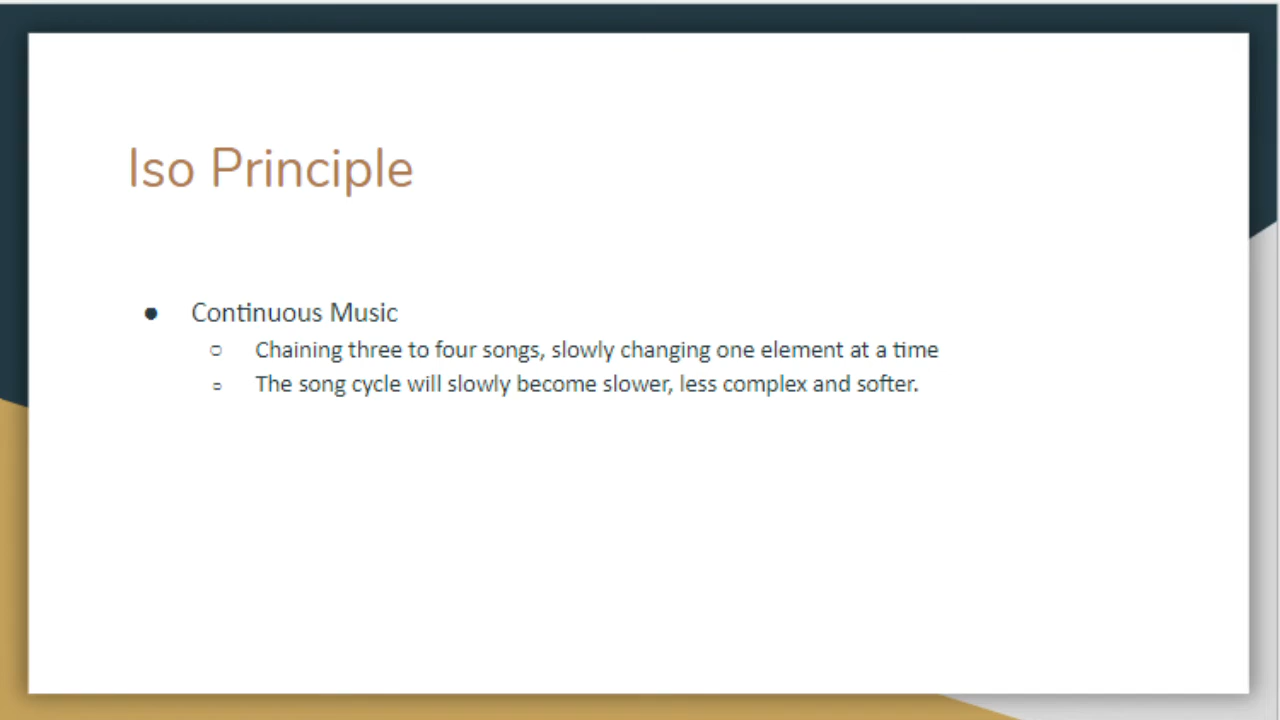 Iso Principle
● Continuous Music
○ Chaining three to four songs, slowly changing one element at a time
○ The song cycle will slowly become slower, less complex and softer.